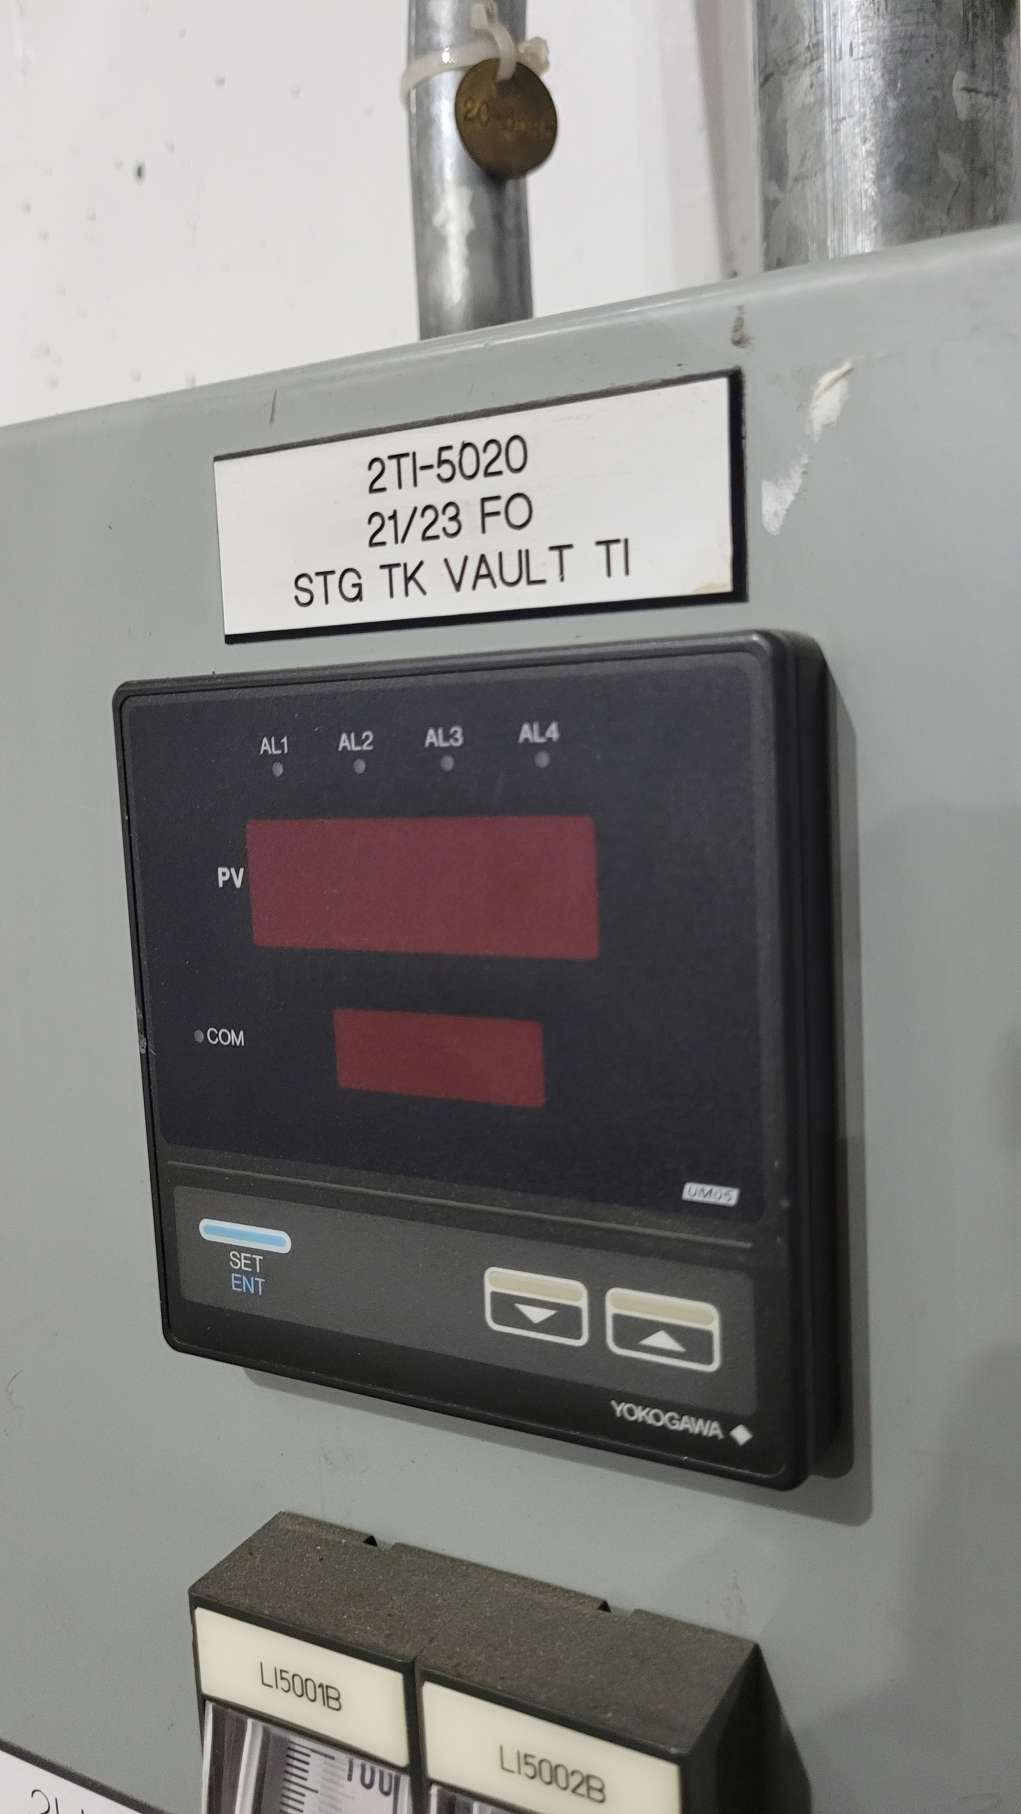 2TI-5020
21/23 FO
STG TK VAULT TI
AL1 AL2 AL3 AL4
PV
COM
UM05
SET
ENT
YOKOGAWA
LI5001B
LI5002B
100